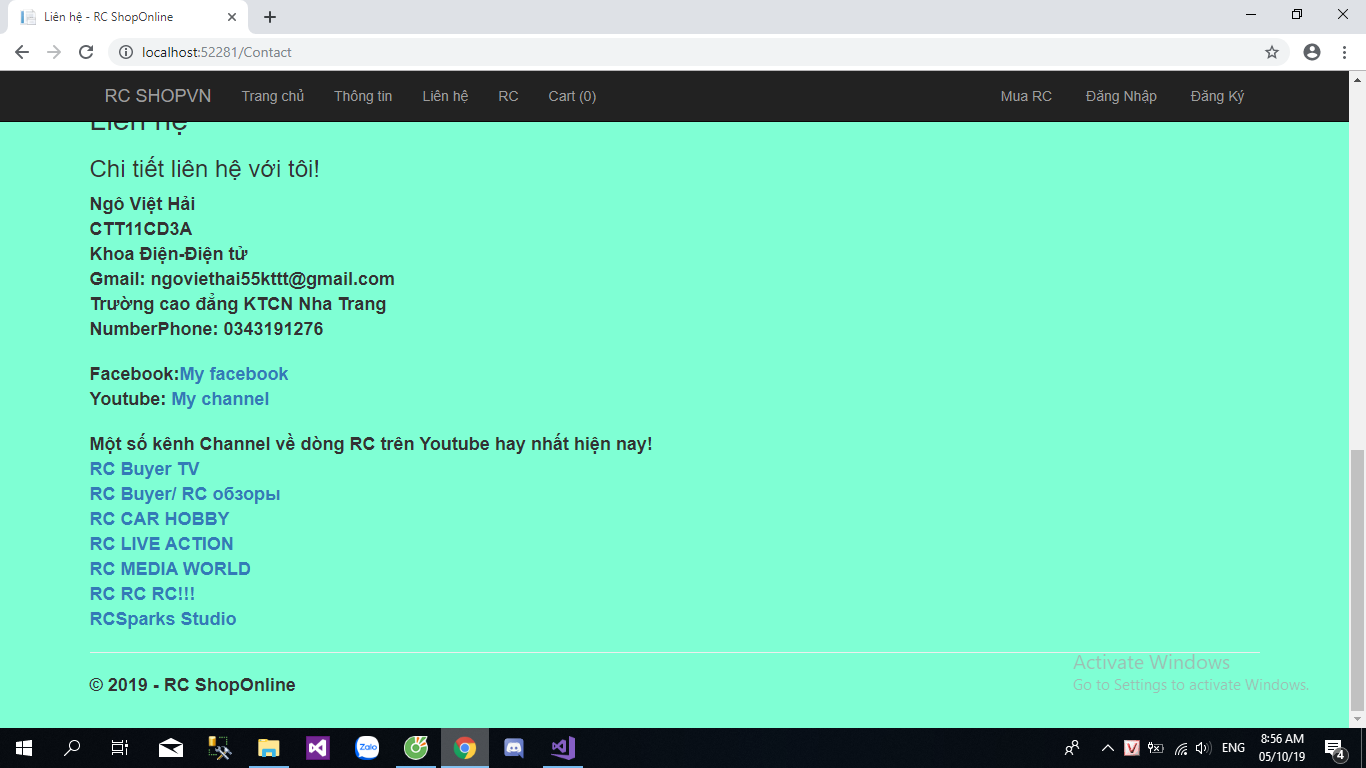 Liên hệ - RC ShopOnline
localhost:52281/Contact
RC SHOPVN Trang chủ Thông tin Liên hệ RC Cart (0) Mua RC Đăng Nhập Đăng Ký
Liên hệ
Chi tiết liên hệ với tôi!
Ngô Việt Hải
CTT11CD3A
Khoa Điện-Điện tử
Gmail: ngoviethai55kttt@gmail.com
Trường cao đẳng KTCN Nha Trang
NumberPhone: 0343191276
Facebook:My facebook
Youtube: My channel
Một số kênh Channel về dòng RC trên Youtube hay nhất hiện nay!
RC Buyer TV
RC Buyer/ RC обзоры
RC CAR HOBBY
RC LIVE ACTION
RC MEDIA WORLD
RC RC RC!!!
RCSparks Studio
© 2019 - RC ShopOnline
Activate Windows
Go to Settings to activate Windows.
Zalo
V
ENG
8:56 AM
05/10/19
4